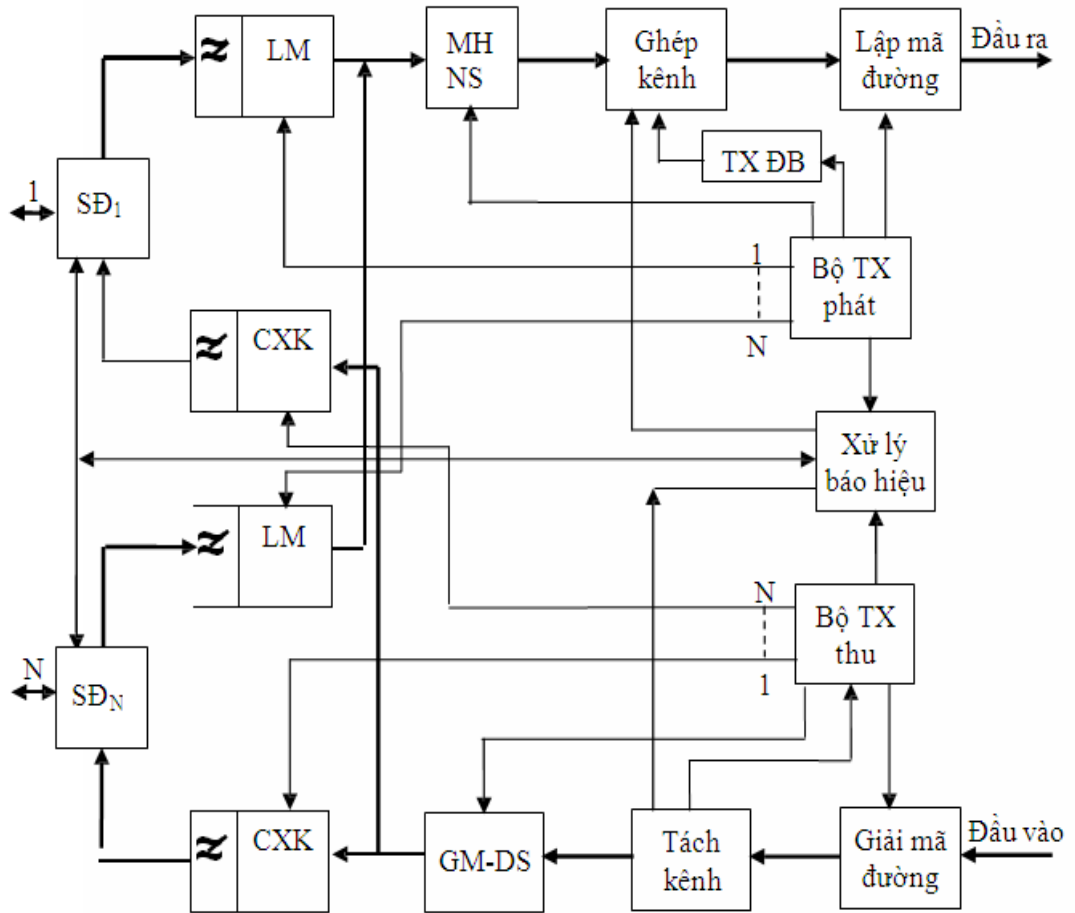 LM
MH
NS
Ghép
kênh
Lập mã
đường
Đầu ra
TX ĐB
1
SĐ₁
1
N
Bộ TX
phát
CXK
Xử lý
báo hiệu
LM
N
1
Bộ TX
thu
N
SĐ_N
CXK
GM-DS
Tách
kênh
Giải mã
đường
Đầu vào